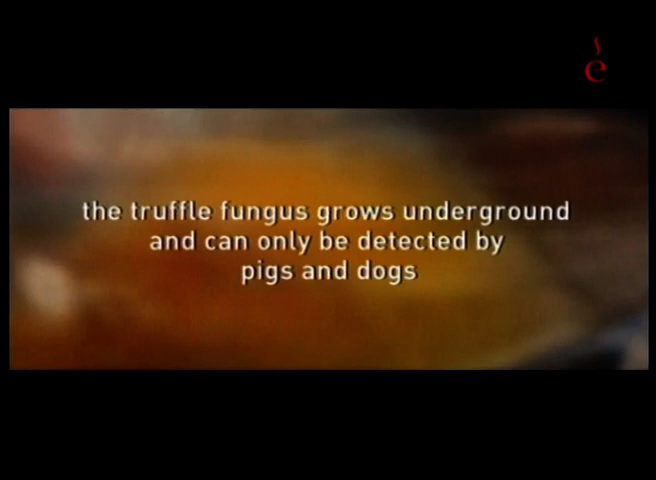 e
the truffle fungus grows underground
and can only be detected by
pigs and dogs